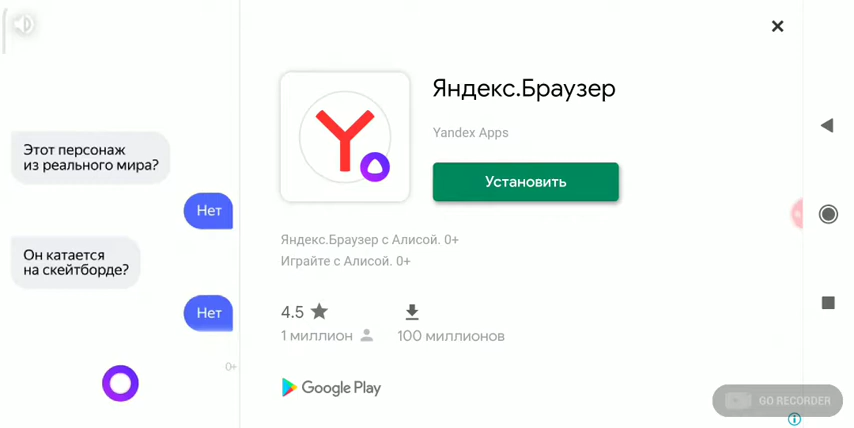 Этот персонаж
из реального мира?
Нет
Он катается
на скейтборде?
Нет
0+
Яндекс.Браузер
Yandex Apps
Установить
Яндекс.Браузер с Алисой. 0+
Играйте с Алисой. 0+
4.5
1 миллион
100 миллионов
Google Play
GO RECORDER